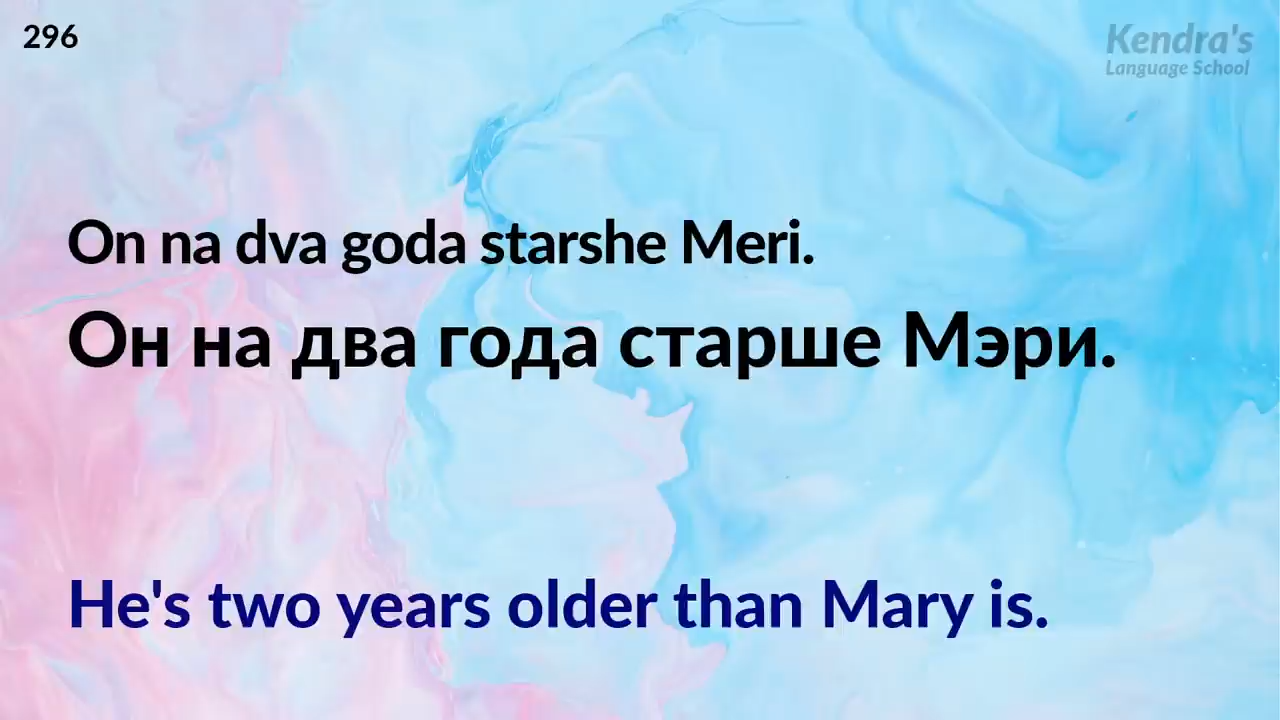 296
Kendra's
Language School
On na dva goda starshe Meri.
Он на два года старше Мэри.
He's two years older than Mary is.